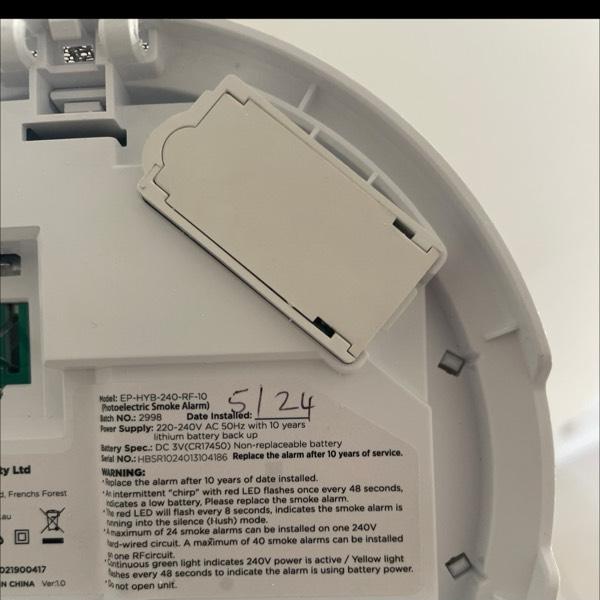 Model: EP-HYB-240-RF-10
(Photoelectric Smoke Alarm)
Batch NO.: 2998 Date Installed: 5/24
Power Supply: 220-240V AC 50Hz with 10 years
lithium battery back up
Battery Spec.: DC 3V(CR17450) Non-replaceable battery
Serial NO.: HBSR1024013104186 Replace the alarm after 10 years of service.
WARNING:
•Replace the alarm after 10 years of date installed.
•An intermittent "chirp" with red LED flashes once every 48 seconds,
indicates a low battery, Please replace the smoke alarm.
•The red LED will flash every 8 seconds, indicates the smoke alarm is
running into the silence (Hush) mode.
•A maximum of 24 smoke alarms can be installed on one 240V
hard-wired circuit. A maximum of 40 smoke alarms can be installed
on one RFcircuit.
•Continuous green light indicates 240V power is active / Yellow light
flashes every 48 seconds to indicate the alarm is using battery power.
•Do not open unit.
ty Ltd
d, Frenchs Forest
.au
021900417
N CHINA Ver:1.0